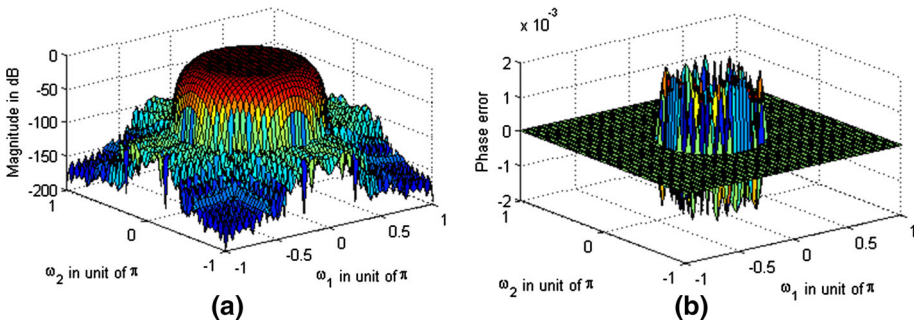 0
-50
-100
-150
-200
Magnitude in dB
1
0
-1
ω2 in unit of π
-1
-0.5
0
0.5
1
ω1 in unit of π
(a)
x 10-3
2
1
0
-1
-2
Phase error
1
0
-1
ω2 in unit of π
-1
-0.5
0
0.5
1
ω1 in unit of π
(b)